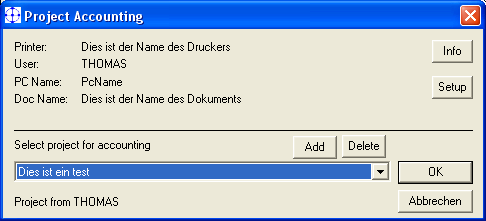 Project Accounting
Printer: Dies ist der Name des Druckers
Info
User: THOMAS
PC Name: PcName
Setup
Doc Name: Dies ist der Name des Dokuments
Select project for accounting
Add
Delete
Dies ist ein test
OK
Project from THOMAS
Abbrechen